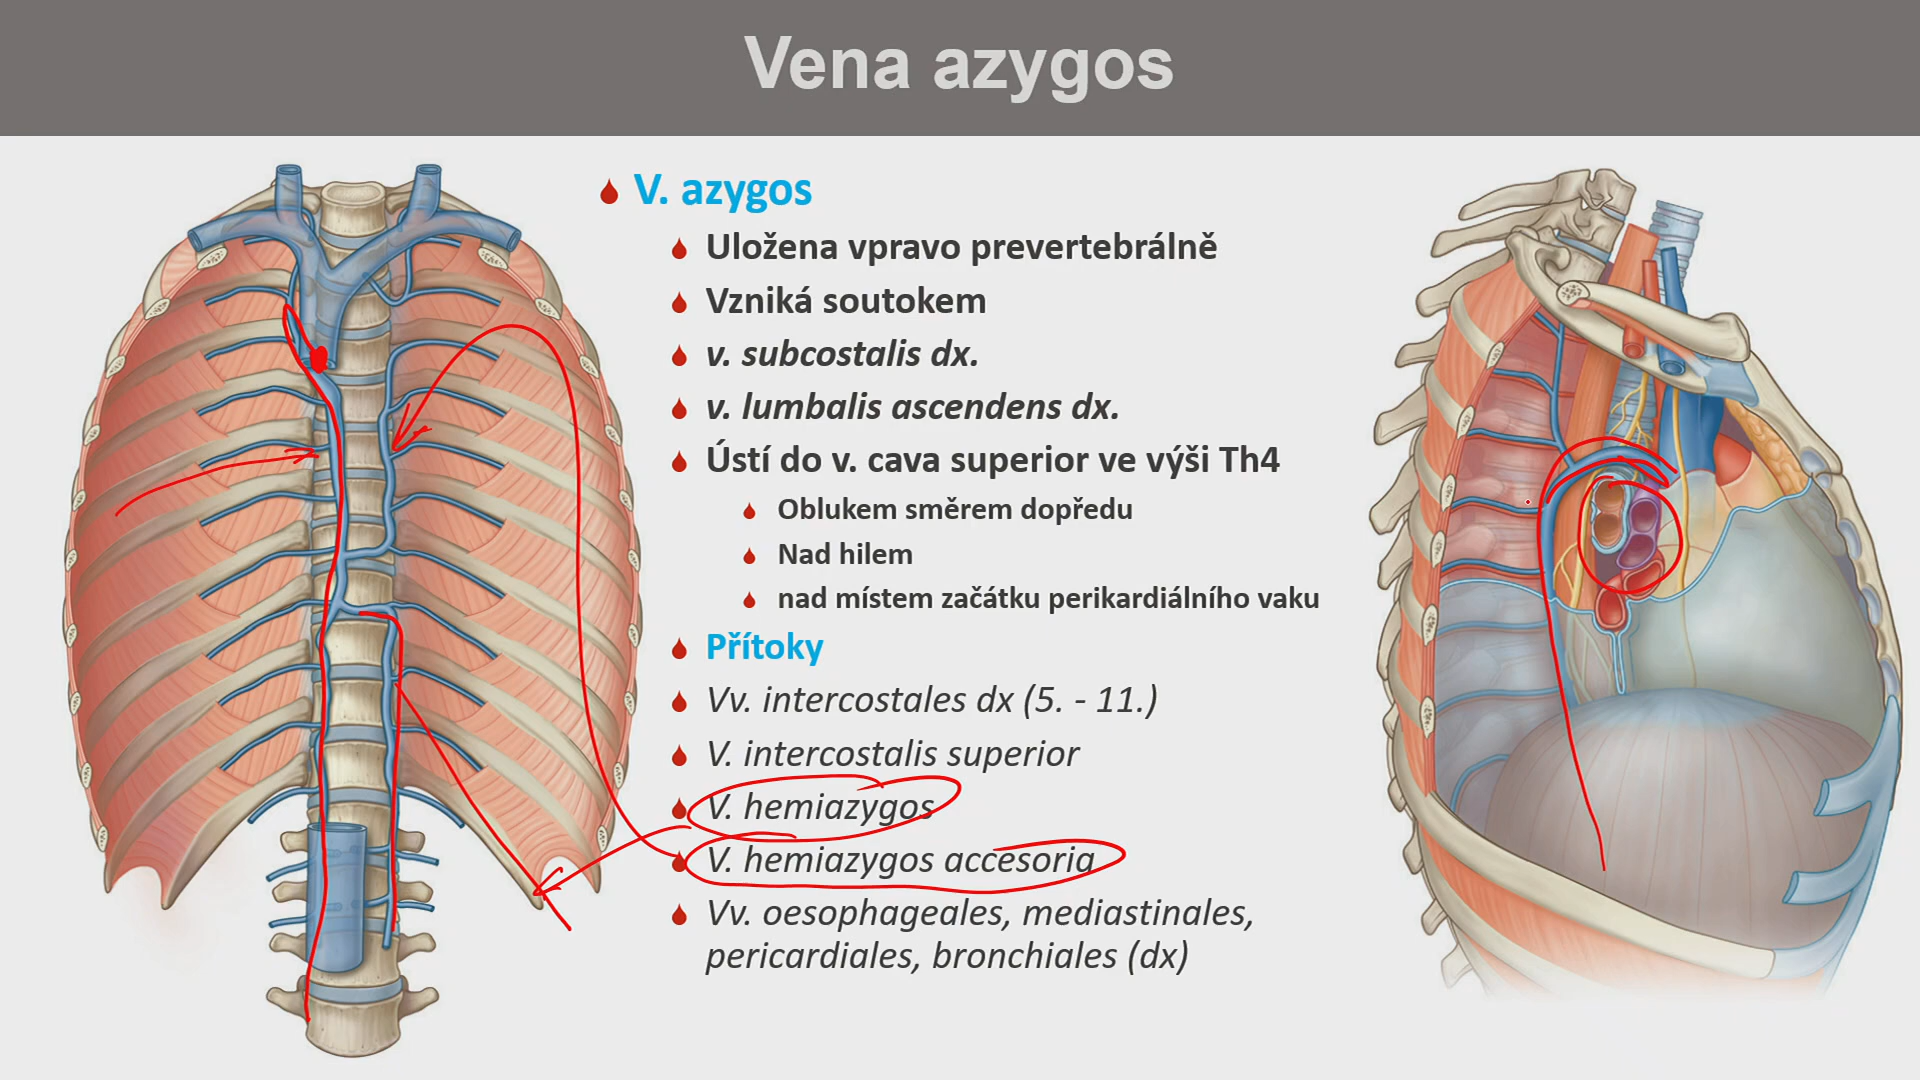 Vena azygos
V. azygos
Uložena vpravo prevertebrálně
Vzniká soutokem
v. subcostalis dx.
v. lumbalis ascendens dx.
Ústí do v. cava superior ve výši Th4
Oblukem směrem dopředu
Nad hilem
nad místem začátku perikardiálního vaku
Přítoky
Vv. intercostales dx (5. - 11.)
V. intercostalis superior
V. hemiazygos
V. hemiazygos accesoria
Vv. oesophageales, mediastinales,
pericardiales, bronchiales (dx)